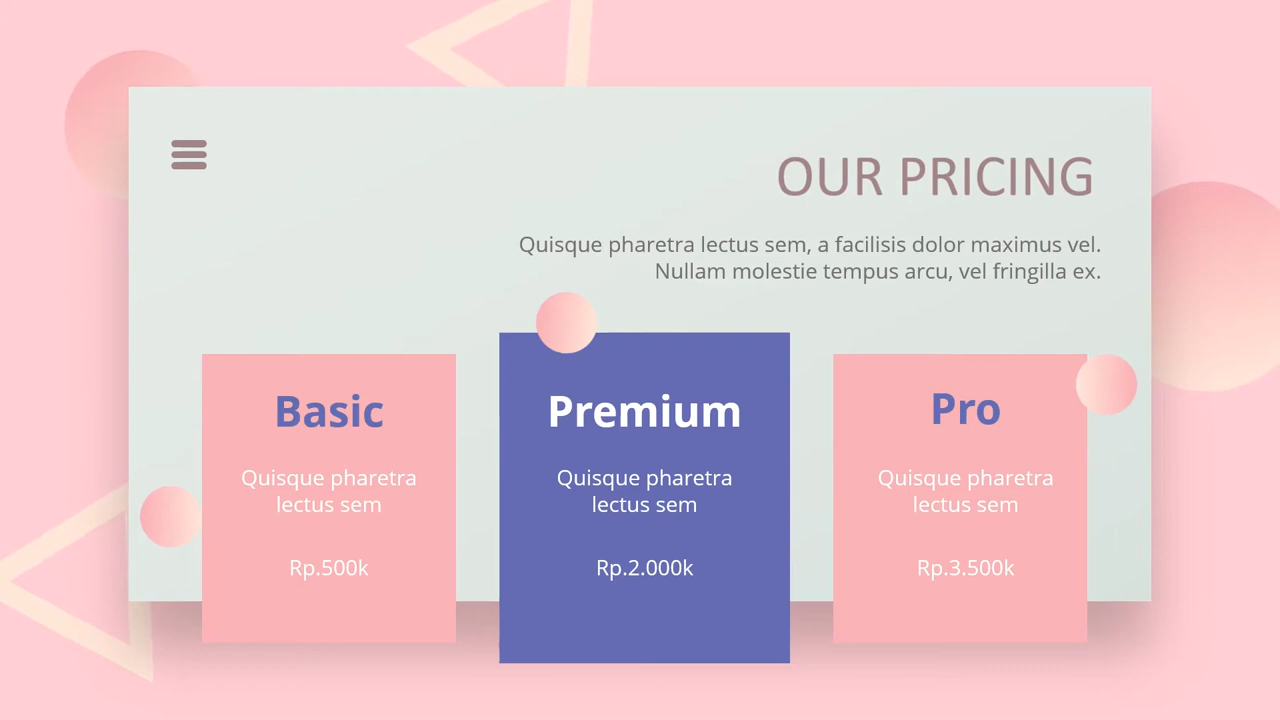 OUR PRICING
Quisque pharetra lectus sem, a facilisis dolor maximus vel.
Nullam molestie tempus arcu, vel fringilla ex.
Basic
Quisque pharetra
lectus sem
Rp.500k
Premium
Quisque pharetra
lectus sem
Rp.2.000k
Pro
Quisque pharetra
lectus sem
Rp.3.500k